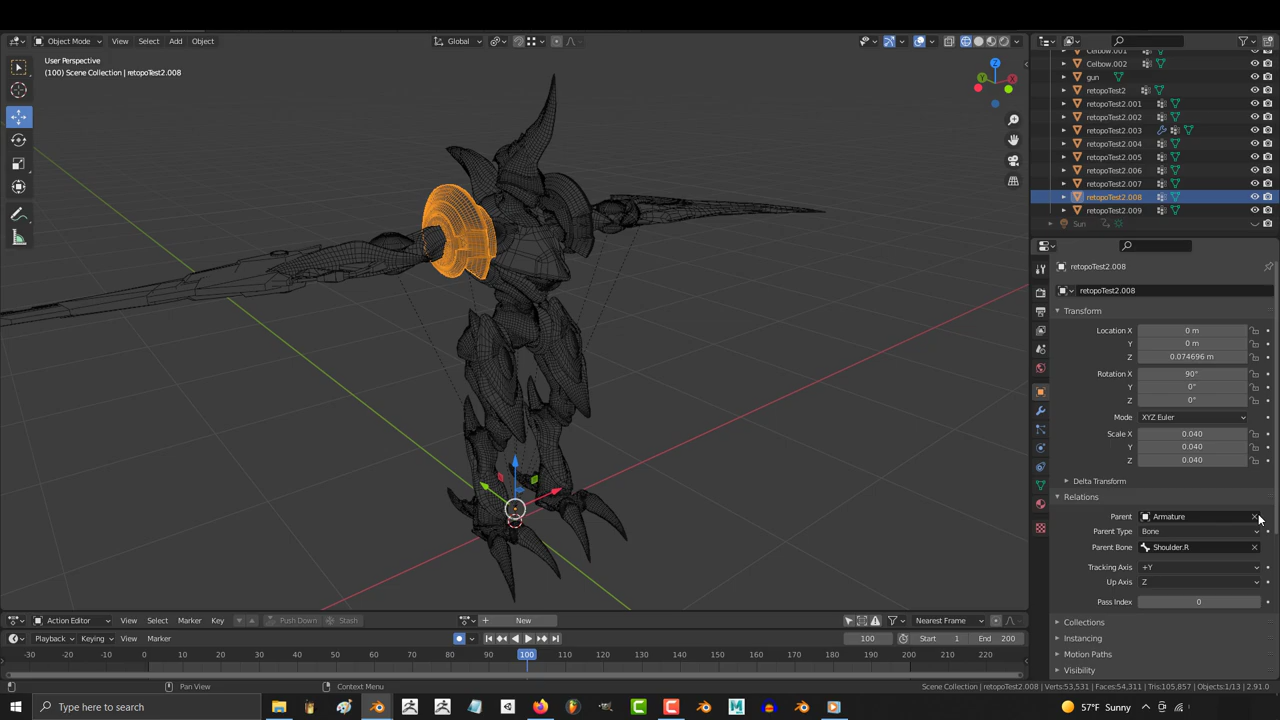 Object Mode View Select Add Object Global
User Perspective
(100) Scene Collection | retopoTest2.008
Z
Y
X
Celbow.001
Celbow.002
gun
retopoTest2
retopoTest2.001
retopoTest2.002
retopoTest2.003
retopoTest2.004
retopoTest2.005
retopoTest2.006
retopoTest2.007
retopoTest2.008
retopoTest2.009
Sun
retopoTest2.008
retopoTest2.008
Transform
Location X 0 m
Y 0 m
Z 0.074696 m
Rotation X 90°
Y 0°
Z 0°
Mode XYZ Euler
Scale X 0.040
Y 0.040
Z 0.040
Delta Transform
Relations
Parent Armature
Parent Type Bone
Parent Bone Shoulder.R
Tracking Axis +Y
Up Axis Z
Pass Index 0
Collections
Instancing
Motion Paths
Visibility
Action Editor View Select Marker Channel Key Push Down Stash New Nearest Frame
Playback Keying View Marker 100 Start 1 End 200
-30 -20 -10 0 10 20 30 40 50 60 70 80 90 100 110 120 130 140 150 160 170 180 190 200 210 220
Pan View Context Menu Scene Collection | retopoTest2.008 | Verts:53,531 | Faces:54,311 | Tris:105,857 | Objects:1/13 | 2.91.0
Type here to search 57°F Sunny